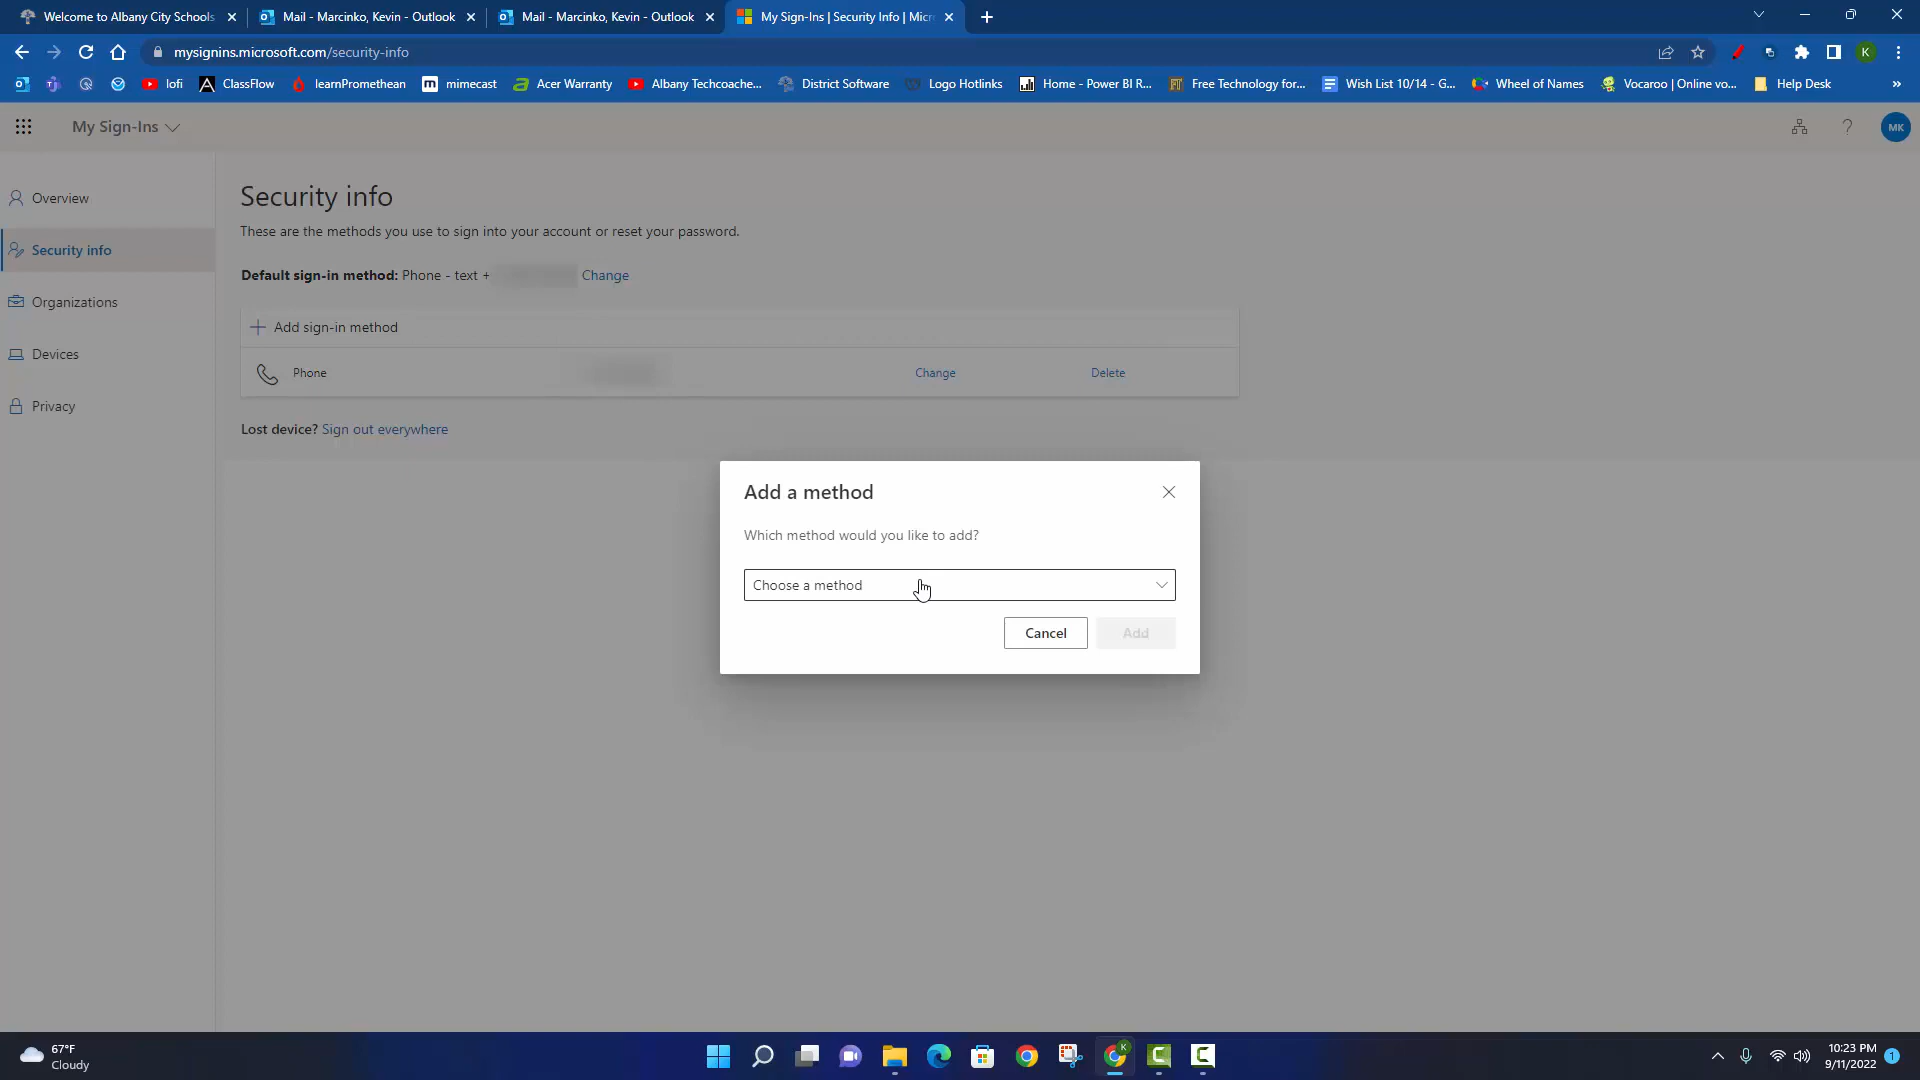 Welcome to Albany City Schools
Mail - Marcinko, Kevin - Outlook
Mail - Marcinko, Kevin - Outlook
My Sign-Ins | Security Info | Micr
mysignins.microsoft.com/security-info
K
lofi
ClassFlow
learnPromethean
mimecast
Acer Warranty
Albany Techcoache...
District Software
Logo Hotlinks
Home - Power BI R...
Free Technology for...
Wish List 10/14 - G...
Wheel of Names
Vocaroo | Online vo...
Help Desk
»
My Sign-Ins
?
MK
Overview
Security info
Organizations
Devices
Privacy
Security info
These are the methods you use to sign into your account or reset your password.
Default sign-in method: Phone - text + Change
Add sign-in method
Phone
Change
Delete
Lost device? Sign out everywhere
Add a method
Which method would you like to add?
Choose a method
Cancel
Add
67°F
Cloudy
K
10:23 PM
9/11/2022
1